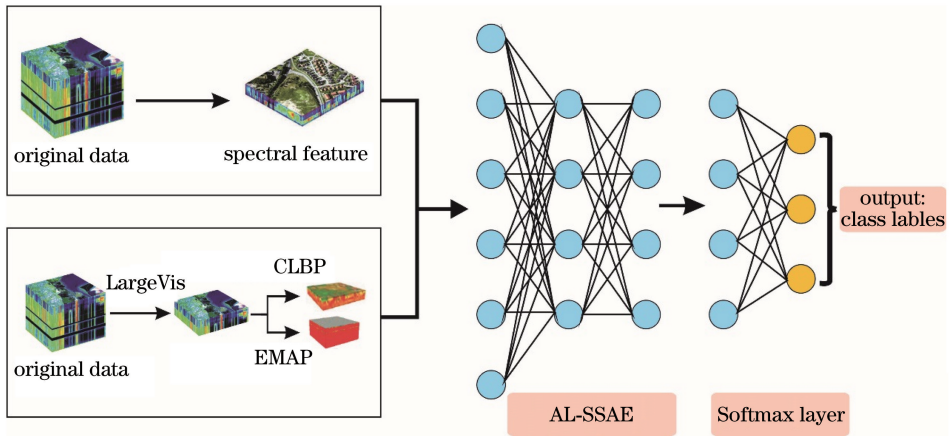 original data
spectral feature
LargeVis
CLBP
EMAP
original data
AL-SSAE
Softmax layer
output:
class lables